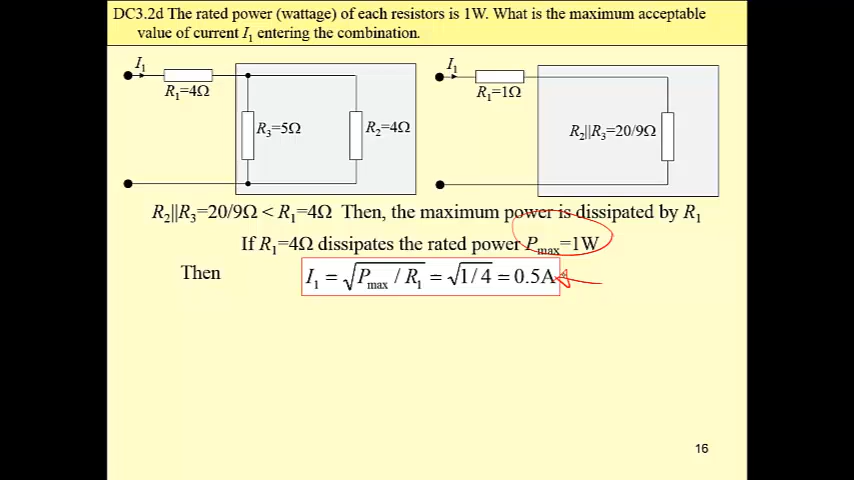 DC3.2d The rated power (wattage) of each resistors is 1W. What is the maximum acceptable
value of current I₁ entering the combination.
I₁
R₁=4Ω
R₃=5Ω
R₂=4Ω
I₁
R₁=1Ω
R₂||R₃=20/9Ω
R₂||R₃=20/9Ω < R₁=4Ω Then, the maximum power is dissipated by R₁
If R₁=4Ω dissipates the rated power Pmax=1W
Then
I₁ = √Pmax / R₁ = √1/4 = 0.5A
16